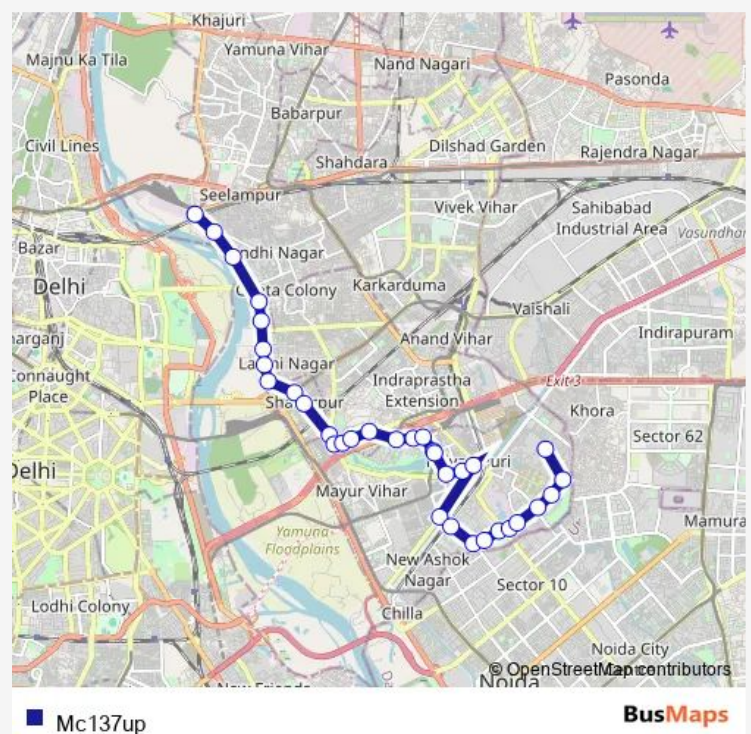 Khajuri
Majnu Ka Tila
Yamuna Vihar
Nand Nagari
Pasonda
Babarpur
Civil Lines
Dilshad Garden
Rajendra Nagar
Shahdara
Seelampur
Vivek Vihar
Sahibabad
Industrial Area
Vasundhar
Bazar
ndhi Nagar
Delhi
Geeta Colony
Karkarduma
Vaishali
harganj
Anand Vihar
Indirapuram
Connaught
Place
Nagar
Indraprastha
Extension
Exit 3
Khora
Sector 62
Delhi
puri
Mayur Vihar
Mamura
Yamuna
Floodplains
New Ashok
Nagar
Sector 10
Lodhi Colony
Chilla
Noida City
© OpenStreetMap contributors
Noida
Mc137up
BusMaps